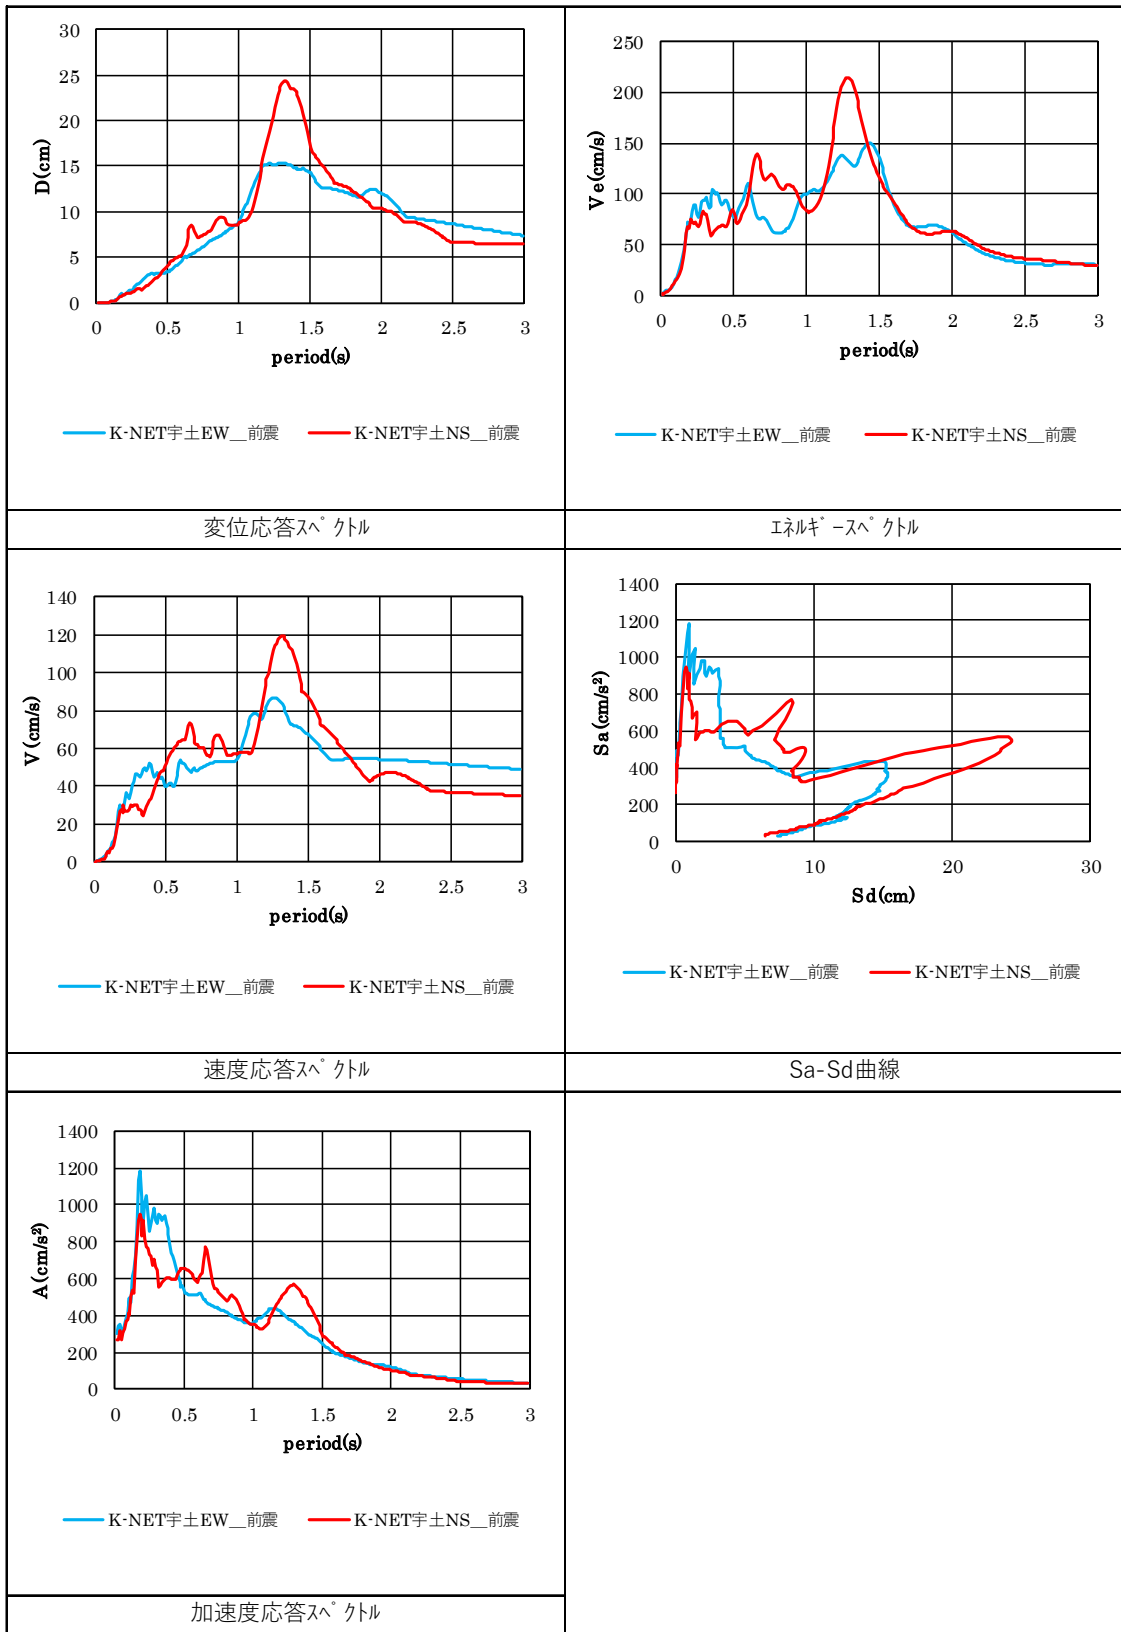 30
25
20
15
10
5
0
D(cm)
0 0.5 1 1.5 2 2.5 3
period(s)
K-NET宇土EW__前震 K-NET宇土NS__前震
変位応答ｽﾍﾟｸﾄﾙ
250
200
150
100
50
0
Ve(cm/s)
0 0.5 1 1.5 2 2.5 3
period(s)
K-NET宇土EW__前震 K-NET宇土NS__前震
ｴﾈﾙｷﾞｰｽﾍﾟｸﾄﾙ
140
120
100
80
60
40
20
0
V(cm/s)
0 0.5 1 1.5 2 2.5 3
period(s)
K-NET宇土EW__前震 K-NET宇土NS__前震
速度応答ｽﾍﾟｸﾄﾙ
1400
1200
1000
800
600
400
200
0
Sa(cm/s²)
0 10 20 30
Sd(cm)
K-NET宇土EW__前震 K-NET宇土NS__前震
Sa-Sd曲線
1400
1200
1000
800
600
400
200
0
A(cm/s²)
0 0.5 1 1.5 2 2.5 3
period(s)
K-NET宇土EW__前震 K-NET宇土NS__前震
加速度応答ｽﾍﾟｸﾄﾙ